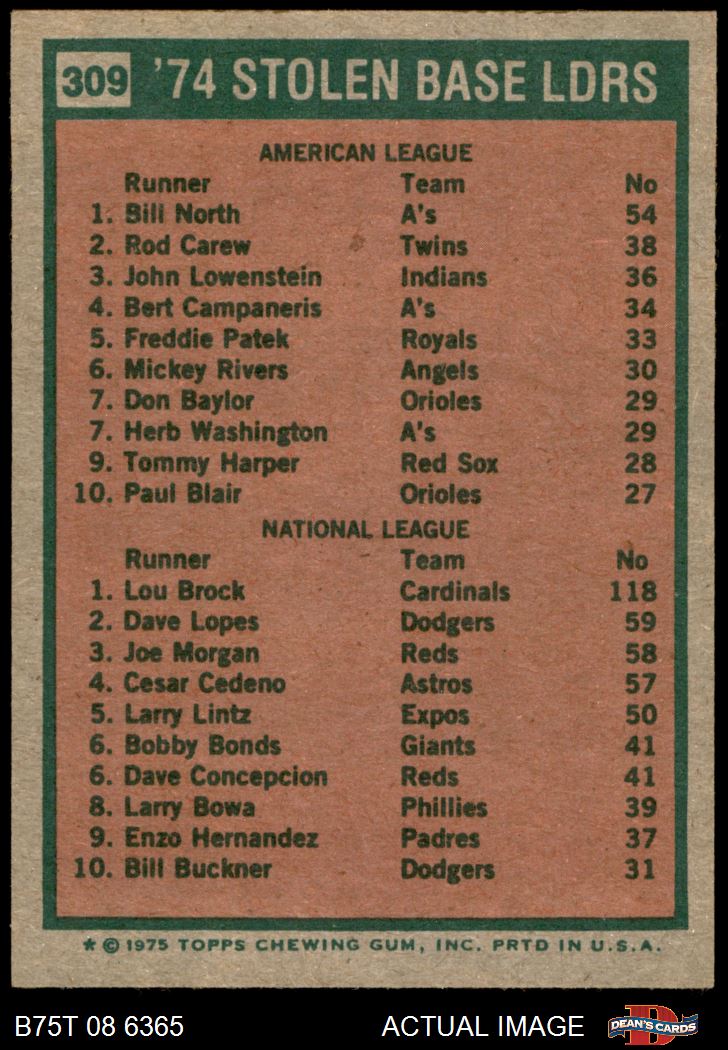 309 '74 STOLEN BASE LDRS
AMERICAN LEAGUE
Runner Team No
1. Bill North A's 54
2. Rod Carew Twins 38
3. John Lowenstein Indians 36
4. Bert Campaneris A's 34
5. Freddie Patek Royals 33
6. Mickey Rivers Angels 30
7. Don Baylor Orioles 29
7. Herb Washington A's 29
9. Tommy Harper Red Sox 28
10. Paul Blair Orioles 27
NATIONAL LEAGUE
Runner Team No
1. Lou Brock Cardinals 118
2. Dave Lopes Dodgers 59
3. Joe Morgan Reds 58
4. Cesar Cedeno Astros 57
5. Larry Lintz Expos 50
6. Bobby Bonds Giants 41
6. Dave Concepcion Reds 41
8. Larry Bowa Phillies 39
9. Enzo Hernandez Padres 37
10. Bill Buckner Dodgers 31
* © 1975 TOPPS CHEWING GUM, INC. PRTD IN U.S.A.
B75T 08 6365 ACTUAL IMAGE D DEAN'S CARDS